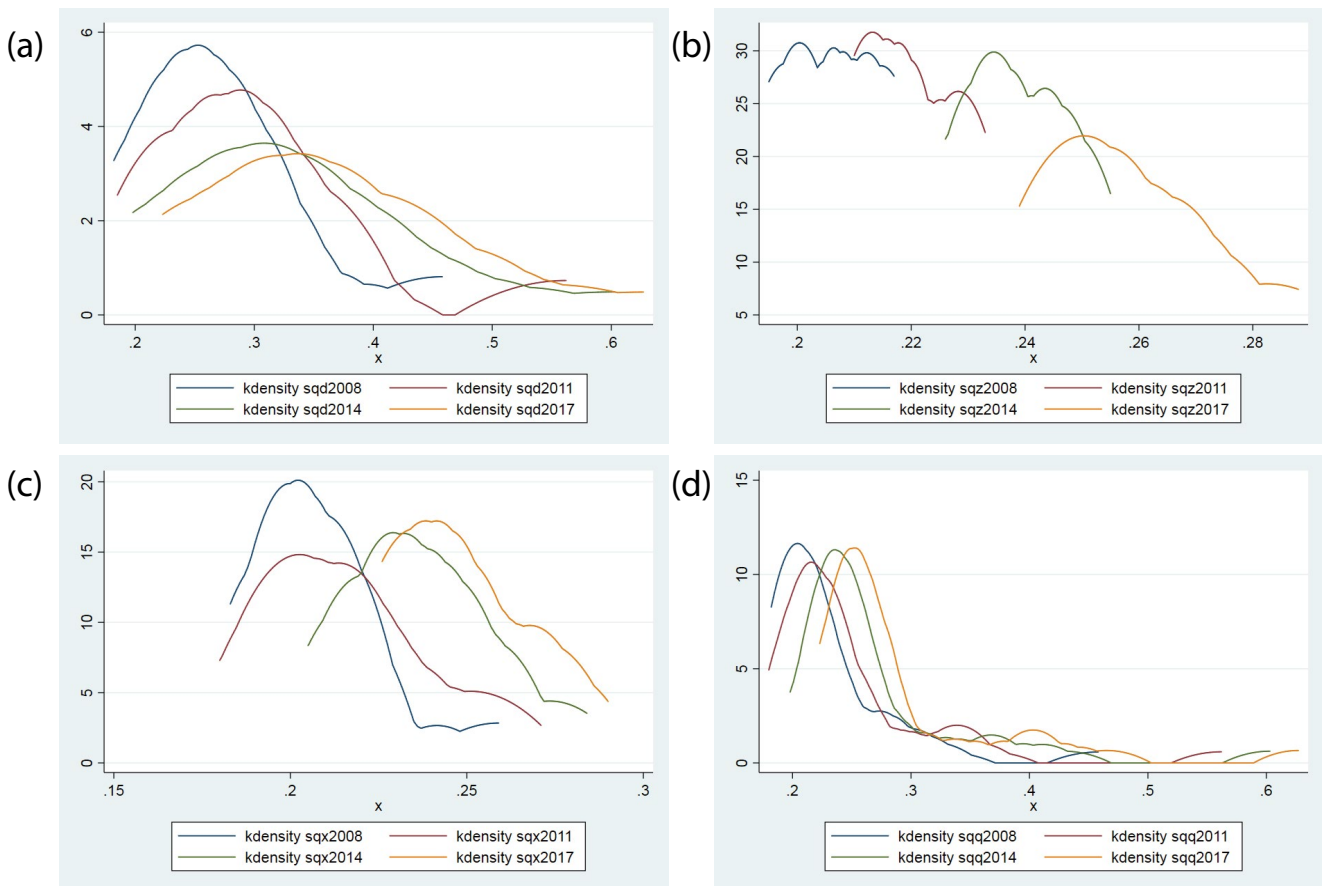 (a)
6
4
2
0
.2 .3 .4 .5 .6
x
kdensity sqd2008 kdensity sqd2011
kdensity sqd2014 kdensity sqd2017
(b)
30
25
20
15
10
5
.2 .22 .24 .26 .28
x
kdensity sqz2008 kdensity sqz2011
kdensity sqz2014 kdensity sqz2017
(c)
20
15
10
5
0
.15 .2 .25 .3
x
kdensity sqx2008 kdensity sqx2011
kdensity sqx2014 kdensity sqx2017
(d)
15
10
5
0
.2 .3 .4 .5 .6
x
kdensity sqq2008 kdensity sqq2011
kdensity sqq2014 kdensity sqq2017